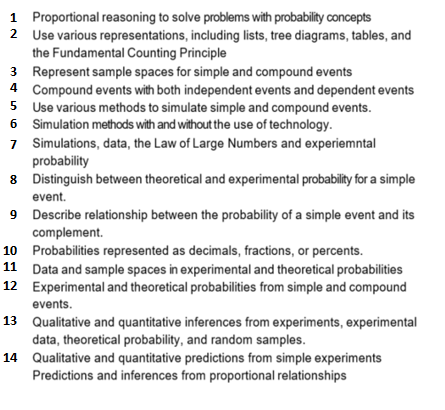 1 Proportional reasoning to solve problems with probability concepts
2 Use various representations, including lists, tree diagrams, tables, and
the Fundamental Counting Principle
3 Represent sample spaces for simple and compound events
4 Compound events with both independent events and dependent events
5 Use various methods to simulate simple and compound events.
6 Simulation methods with and without the use of technology.
7 Simulations, data, the Law of Large Numbers and experiemntal
probability
8 Distinguish between theoretical and experimental probability for a simple
event.
9 Describe relationship between the probability of a simple event and its
complement.
10 Probabilities represented as decimals, fractions, or percents.
11 Data and sample spaces in experimental and theoretical probabilities
12 Experimental and theoretical probabilities from simple and compound
events.
13 Qualitative and quantitative inferences from experiments, experimental
data, theoretical probability, and random samples.
14 Qualitative and quantitative predictions from simple experiments
Predictions and inferences from proportional relationships